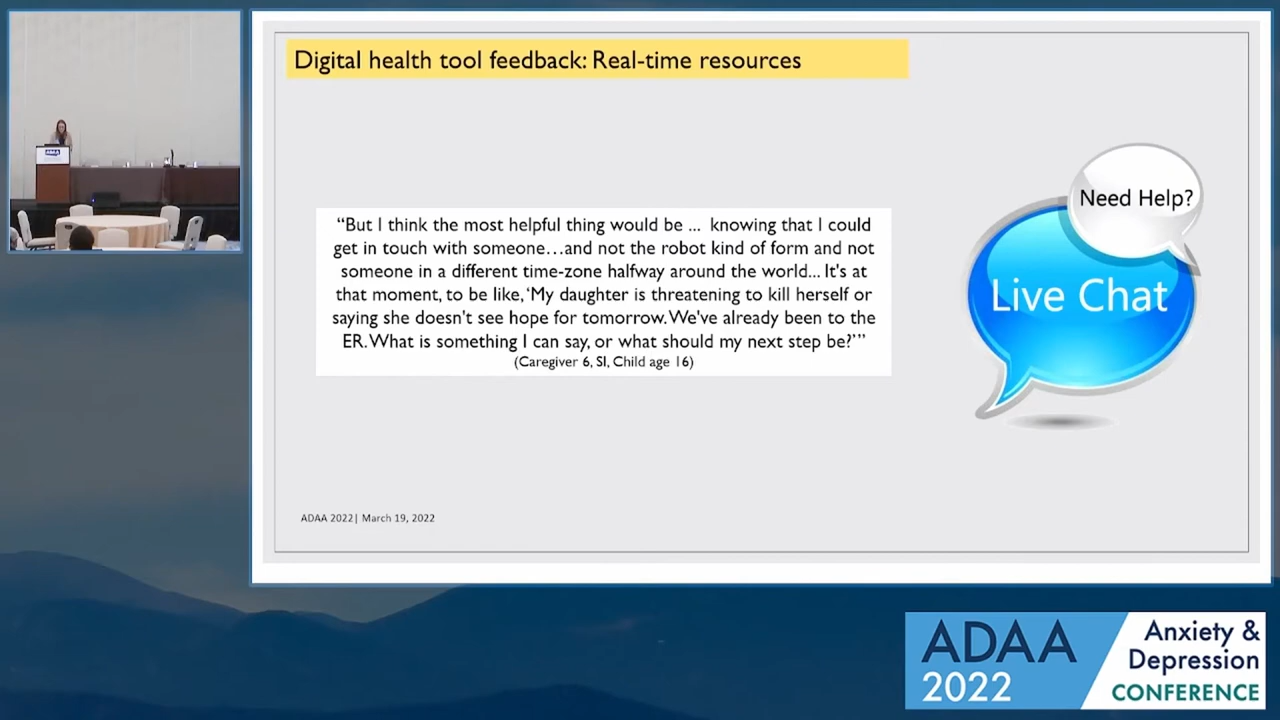 Digital health tool feedback: Real-time resources
“But I think the most helpful thing would be ... knowing that I could
get in touch with someone…and not the robot kind of form and not
someone in a different time-zone halfway around the world... It's at
that moment, to be like, ‘My daughter is threatening to kill herself or
saying she doesn't see hope for tomorrow. We've already been to the
ER. What is something I can say, or what should my next step be?’”
(Caregiver 6, SI, Child age 16)
Need Help?
Live Chat
ADAA 2022| March 19, 2022
ADAA
2022
Anxiety &
Depression
CONFERENCE